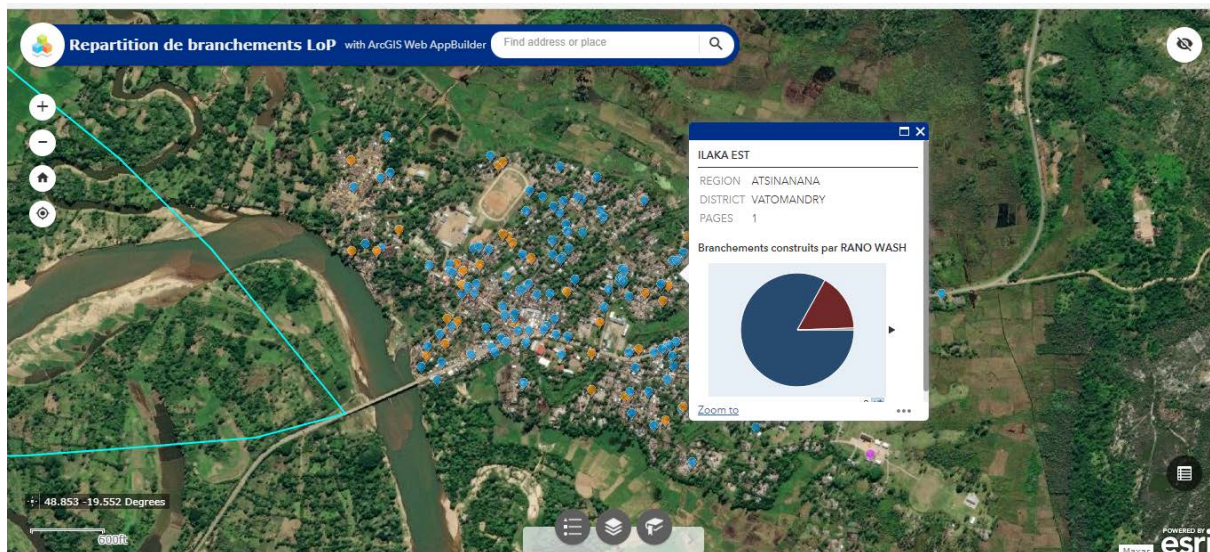 Repartition de branchements LoP with ArcGIS Web AppBuilder
Find address or place
ILAKA EST
REGION ATSINANANA
DISTRICT VATOMANDRY
PAGES 1
Branchements construits par RANO WASH
Zoom to
48.853 -19.552 Degrees
600ft
POWERED BY
esri
Maxar